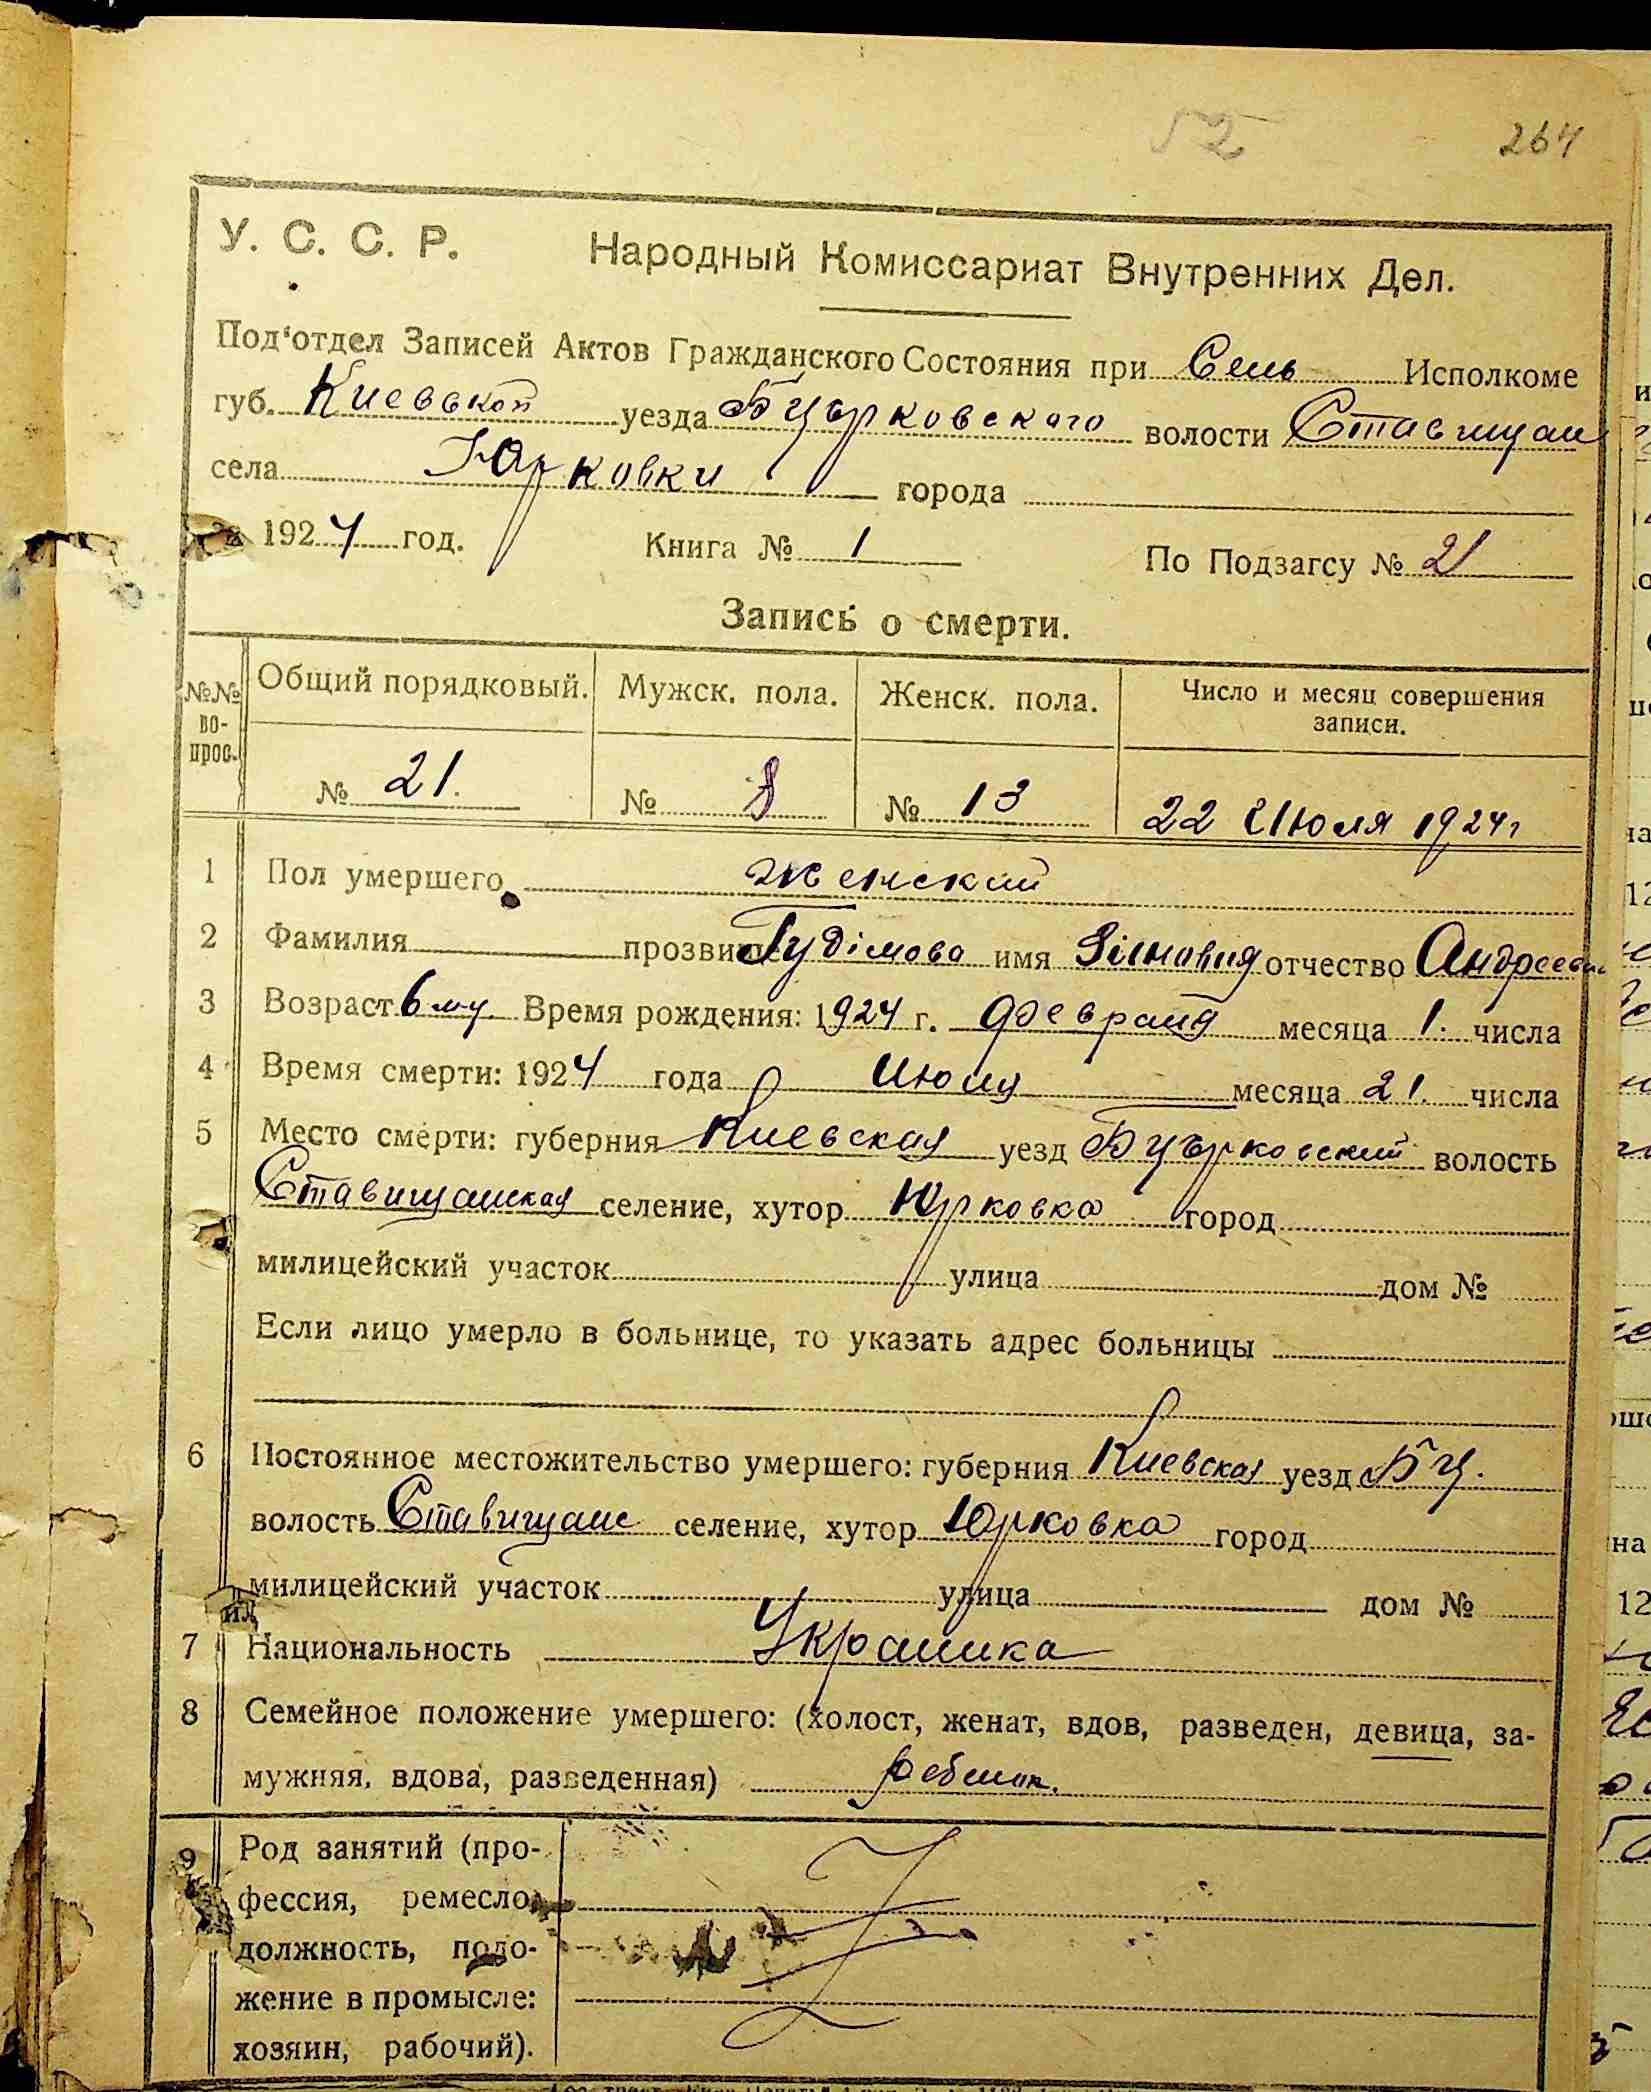 52 264
У. С. С. Р. Народный Комиссариат Внутренних Дел.
Под‘отдел Записей Актов Гражданского Состояния при Сель Исполкоме
губ. Киевской уезда БЦерковского волости Ставищан
села Юрковки города
1924 год. Книга № 1 По Подзагсу № 21
Запись о смерти.
№№ во- прос. Общий порядковый. Мужск. пола. Женск. пола. Число и месяц совершения записи.
№ 21. № 8 № 13 22 Июля 1924 г
1 Пол умершего женский
2 Фамилия прозвище Гудімова имя отчество Андреевн
3 Возраст 6 м-ц. Время рождения: 1924 г. Февраля месяца 1. числа
4 Время смерти: 1924 года Июля месяца 21. числа
5 Место смерти: губерния Киевская уезд БЦерковский волость
Ставищанская селение, хутор Юрковка город
милицейский участок улица дом №
Если лицо умерло в больнице, то указать адрес больницы
6 Постоянное местожительство умершего: губерния Киевская уезд БЦ.
волость Ставищанс селение, хутор Юрковка город
милицейский участок улица дом №
7 Национальность Украинка
8 Семейное положение умершего: (холост, женат, вдов, разведен, девица, за-
мужняя, вдова, разведенная) ребенок.
9 Род занятий (про-
фессия, ремесло,
должность, поло-
жение в промысле:
хозяин, рабочий).